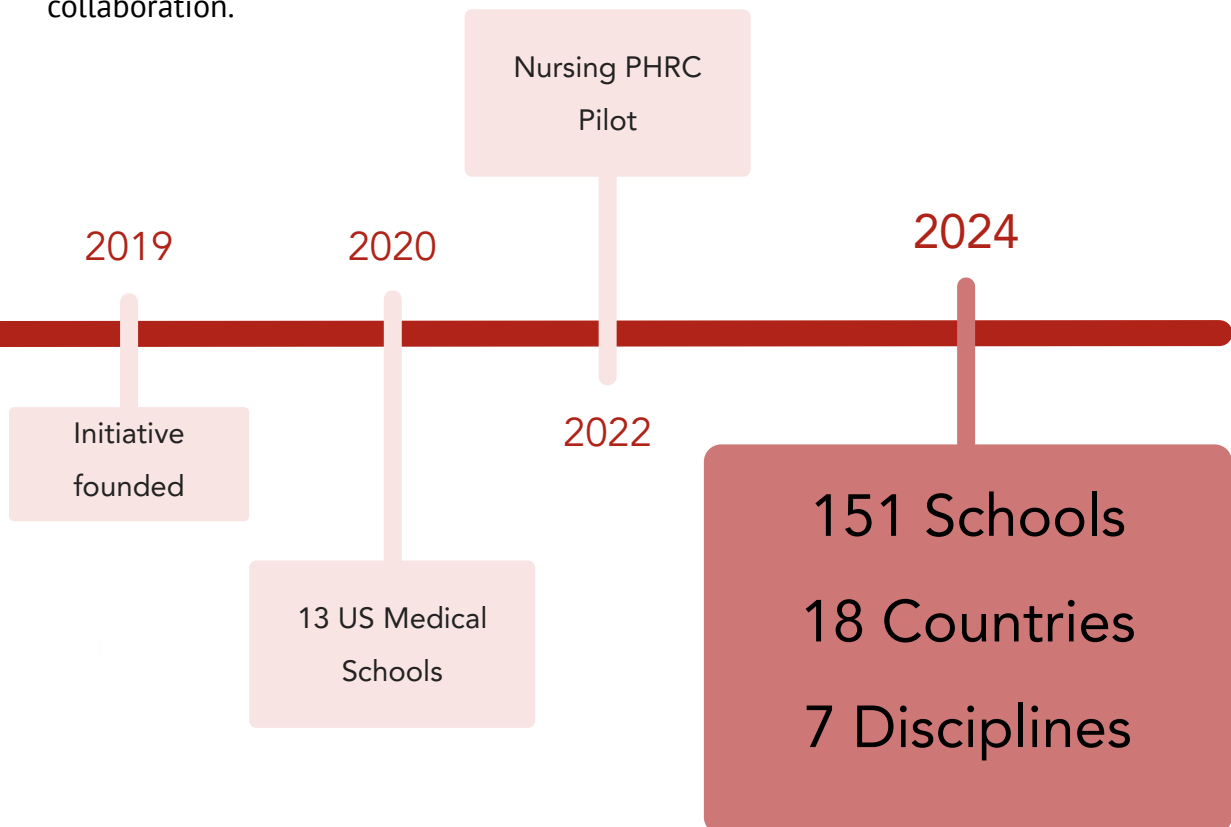 collaboration.
Nursing PHRC
Pilot
2019
2020
2024
Initiative
founded
2022
13 US Medical
Schools
151 Schools
18 Countries
7 Disciplines